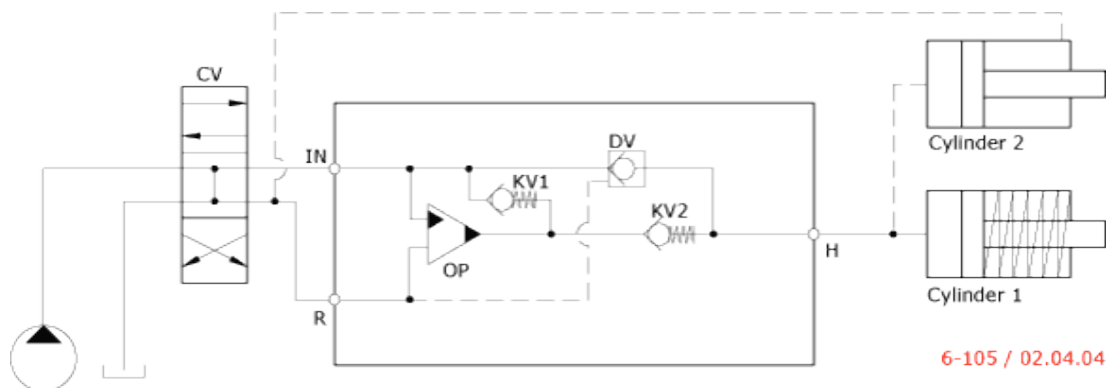 CV
IN
DV
KV1
KV2
OP
H
R
Cylinder 2
Cylinder 1
6-105 / 02.04.04